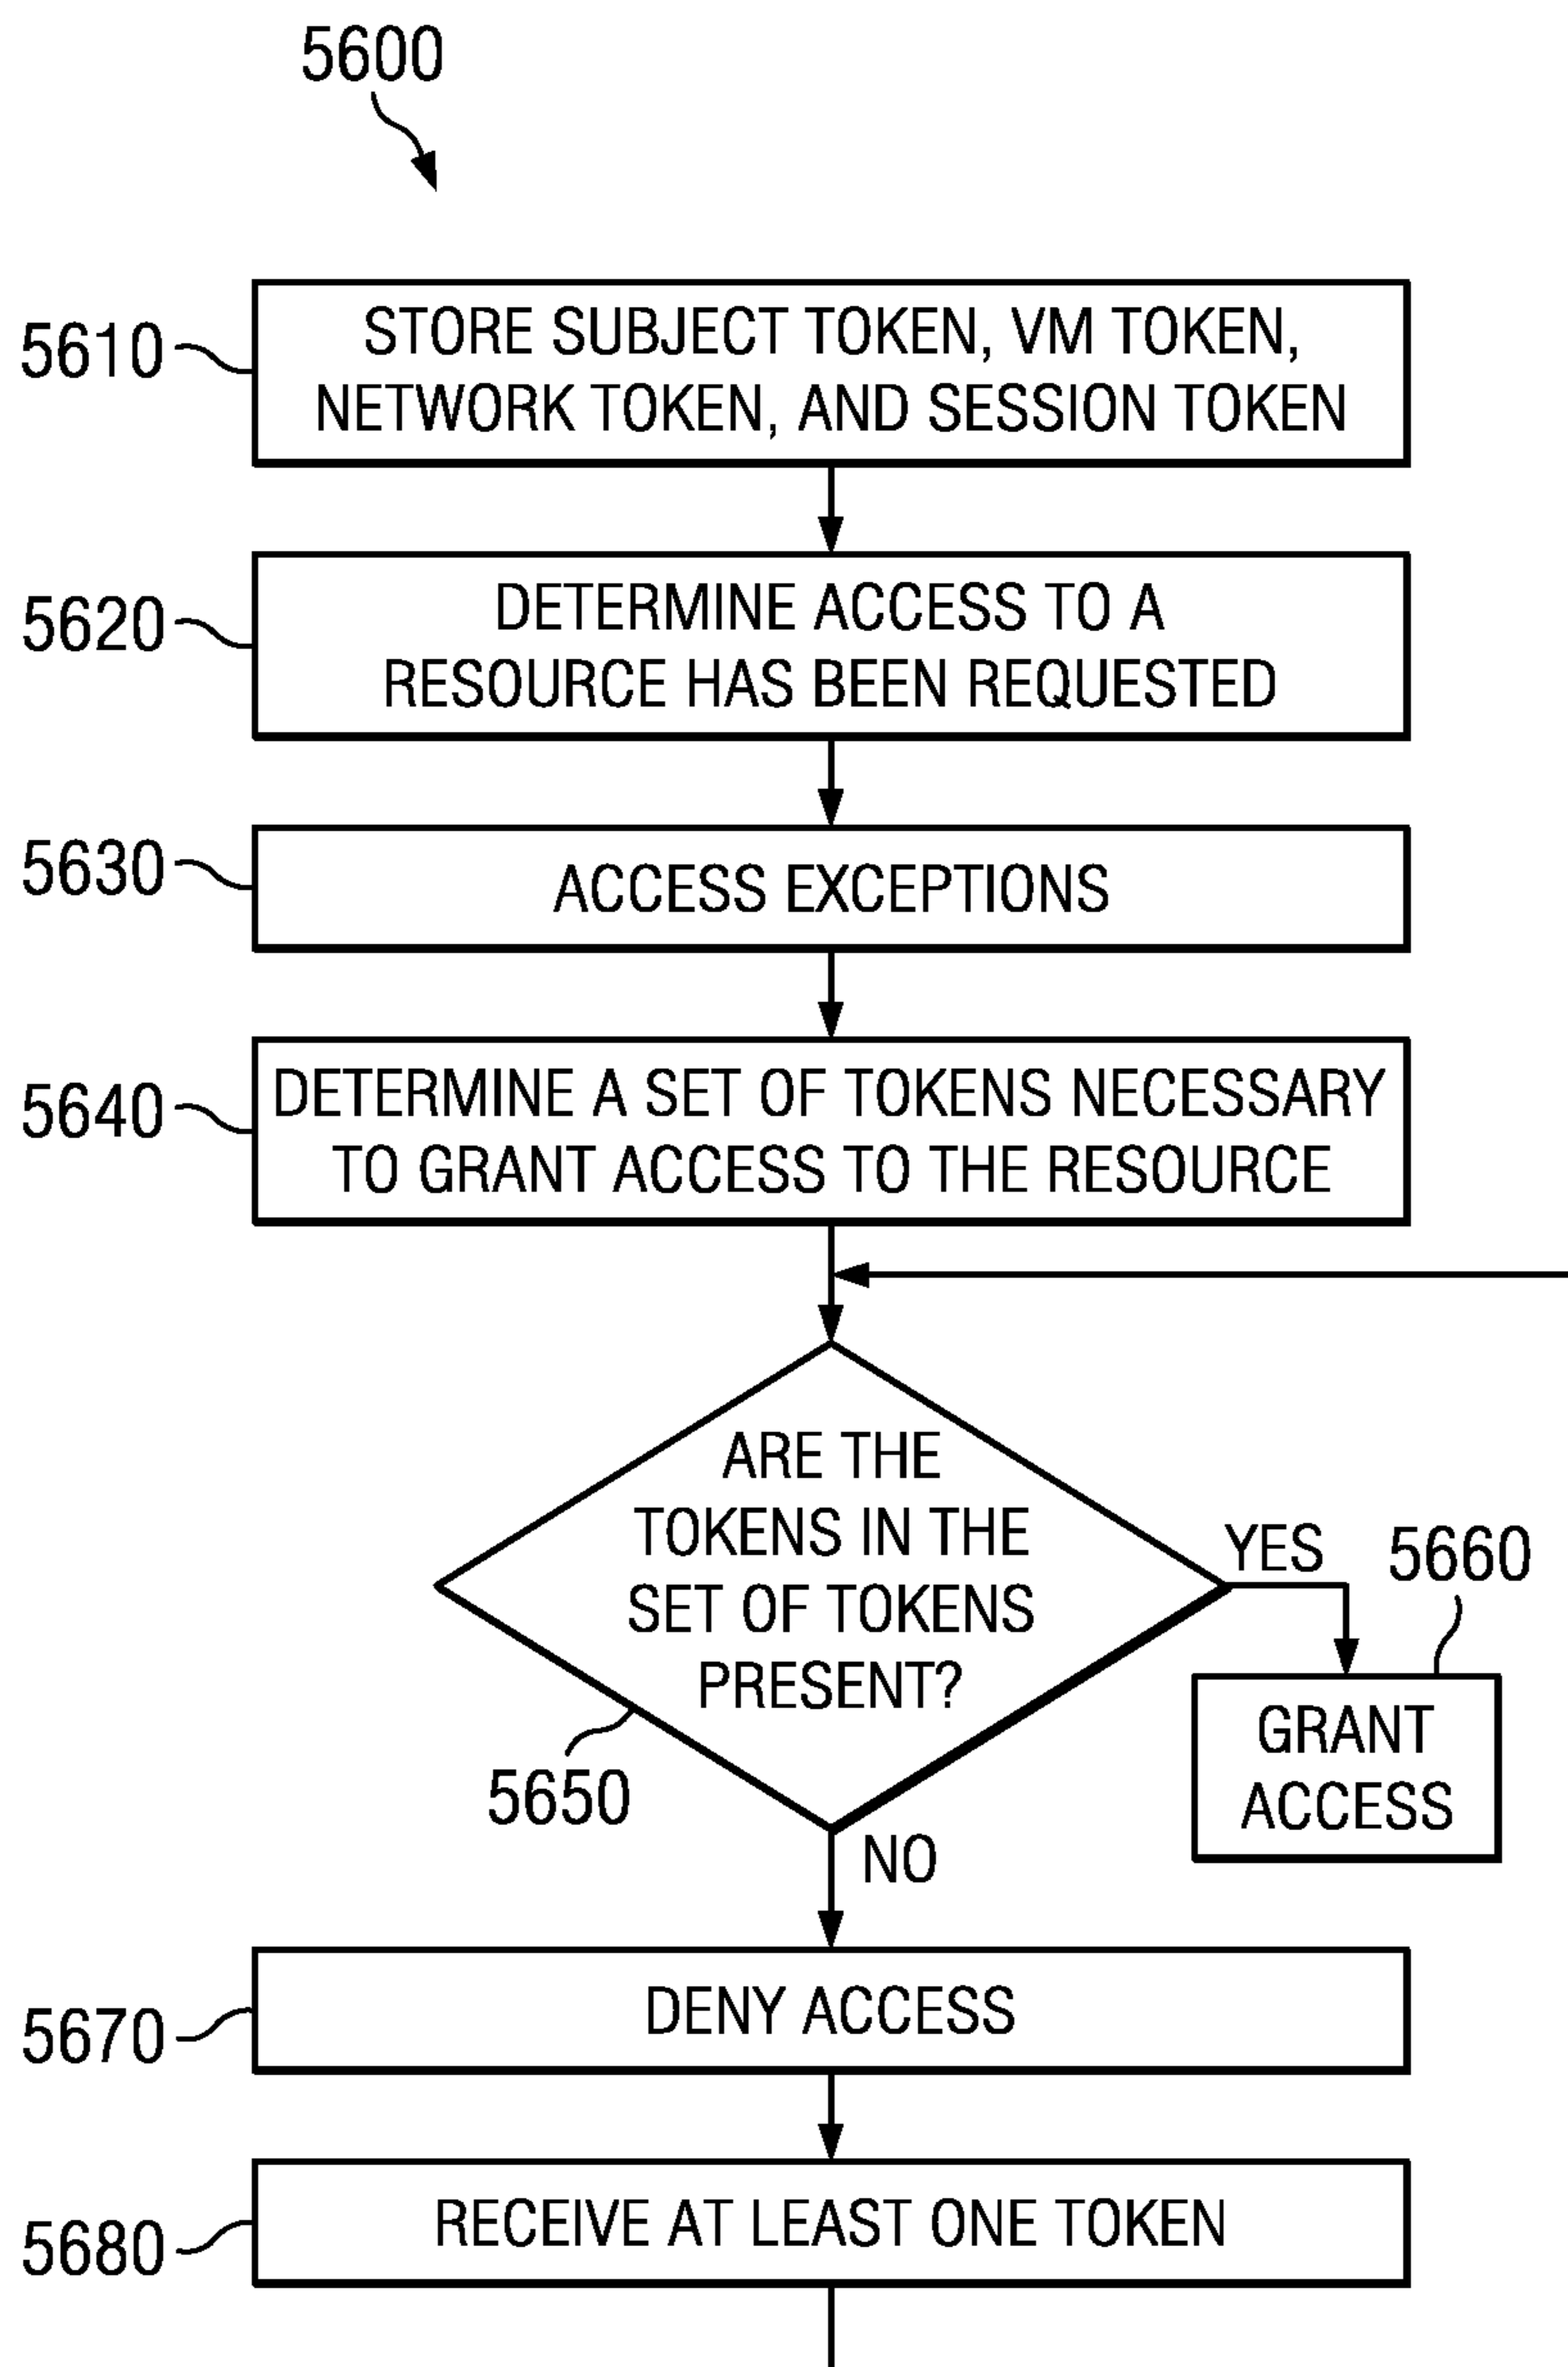 5600
5610
STORE SUBJECT TOKEN, VM TOKEN,
NETWORK TOKEN, AND SESSION TOKEN
5620
DETERMINE ACCESS TO A
RESOURCE HAS BEEN REQUESTED
5630
ACCESS EXCEPTIONS
5640
DETERMINE A SET OF TOKENS NECESSARY
TO GRANT ACCESS TO THE RESOURCE
ARE THE
TOKENS IN THE
SET OF TOKENS
PRESENT?
5650
YES
5660
GRANT
ACCESS
NO
5670
DENY ACCESS
5680
RECEIVE AT LEAST ONE TOKEN